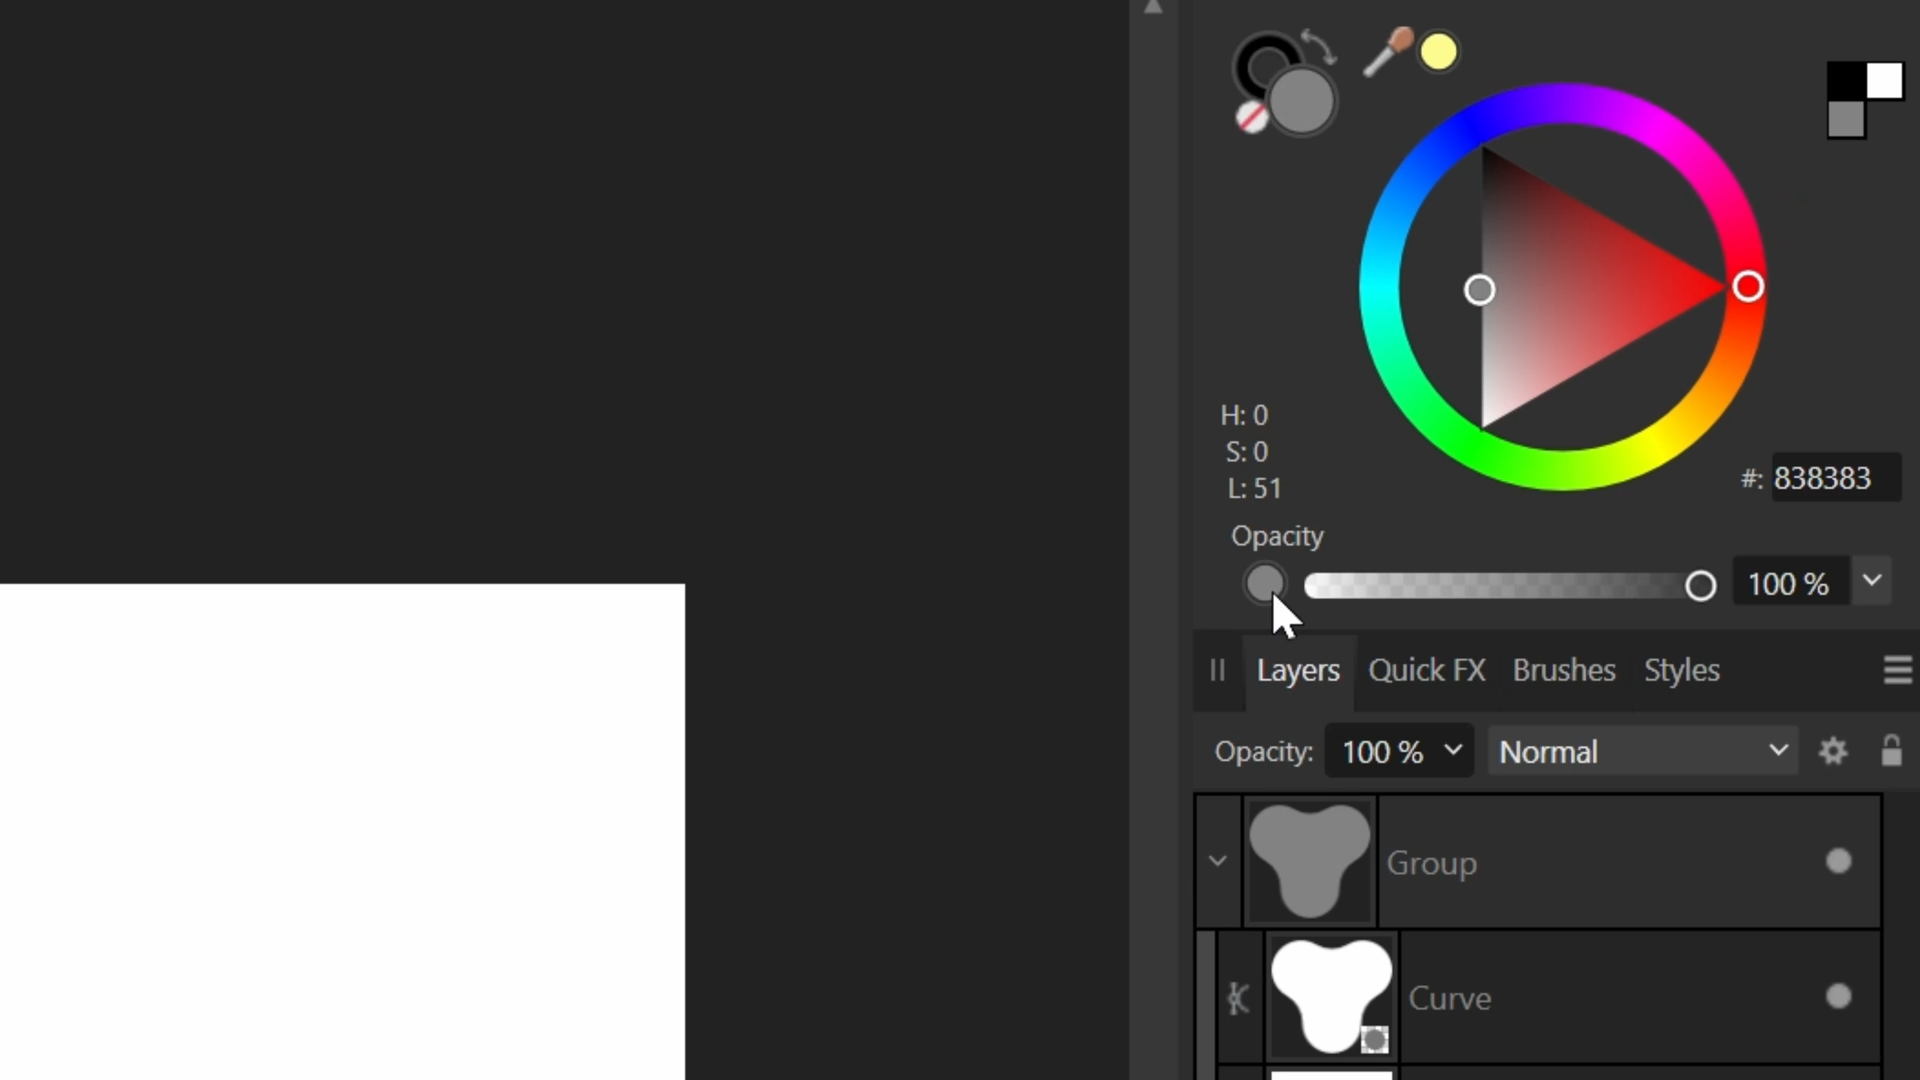 H: 0
S: 0
L: 51
#: 838383
Opacity
100 %
Layers Quick FX Brushes Styles
Opacity: 100 % Normal
Group
Curve